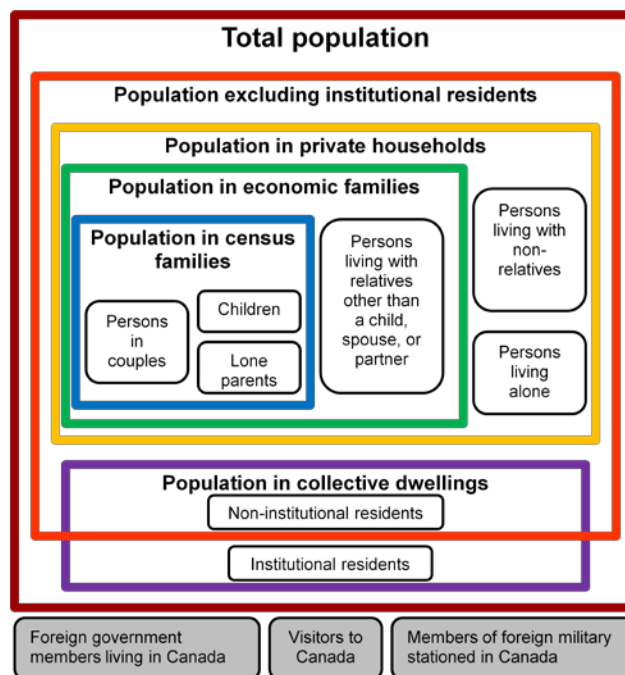 Total population
Population excluding institutional residents
Population in private households
Population in economic families
Population in census
families
Persons
in
couples
Children
Lone
parents
Persons
living with
relatives
other than
a child,
spouse, or
partner
Persons
living with
non-
relatives
Persons
living
alone
Population in collective dwellings
Non-institutional residents
Institutional residents
Foreign government
members living in Canada
Visitors to
Canada
Members of foreign military
stationed in Canada